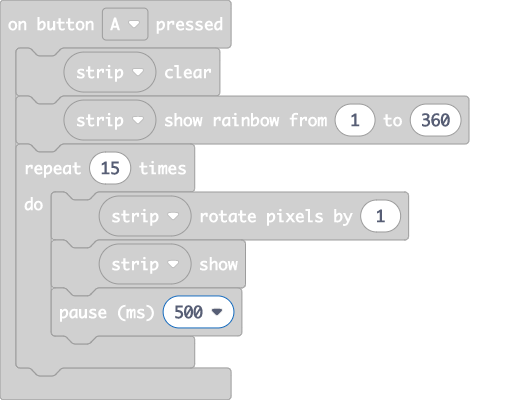 on button A pressed
strip clear
strip show rainbow from 1 to 360
repeat 15 times
do
strip rotate pixels by 1
strip show
pause (ms) 500